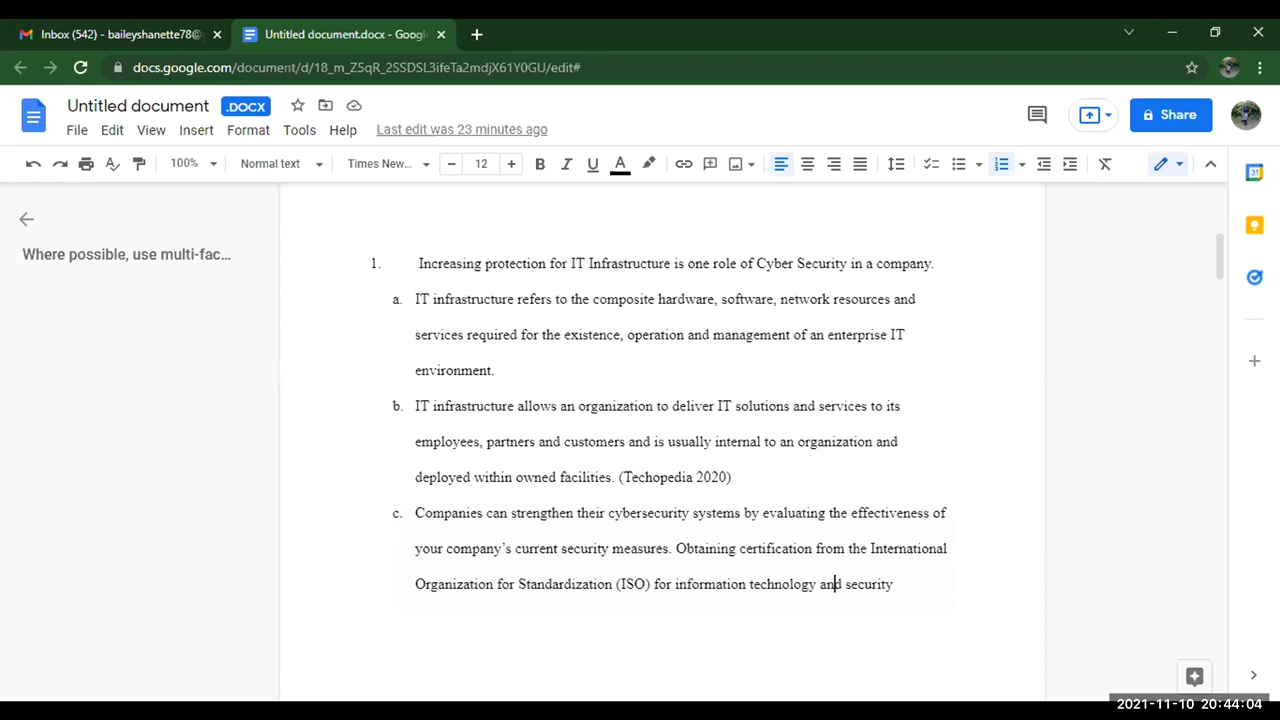 Inbox (542) - baileyshanette78@
Untitled document.docx - Google
docs.google.com/document/d/18_m_Z5qR_2SSDSL3ifeTa2mdjX61Y0GU/edit#
Untitled document .DOCX
File Edit View Insert Format Tools Help Last edit was 23 minutes ago
Share
100% Normal text Times New... 12 B I U A
31
Where possible, use multi-fac...
1. Increasing protection for IT Infrastructure is one role of Cyber Security in a company.
a. IT infrastructure refers to the composite hardware, software, network resources and
services required for the existence, operation and management of an enterprise IT
environment.
b. IT infrastructure allows an organization to deliver IT solutions and services to its
employees, partners and customers and is usually internal to an organization and
deployed within owned facilities. (Techopedia 2020)
c. Companies can strengthen their cybersecurity systems by evaluating the effectiveness of
your company’s current security measures. Obtaining certification from the International
Organization for Standardization (ISO) for information technology and security
2021-11-10 20:44:04